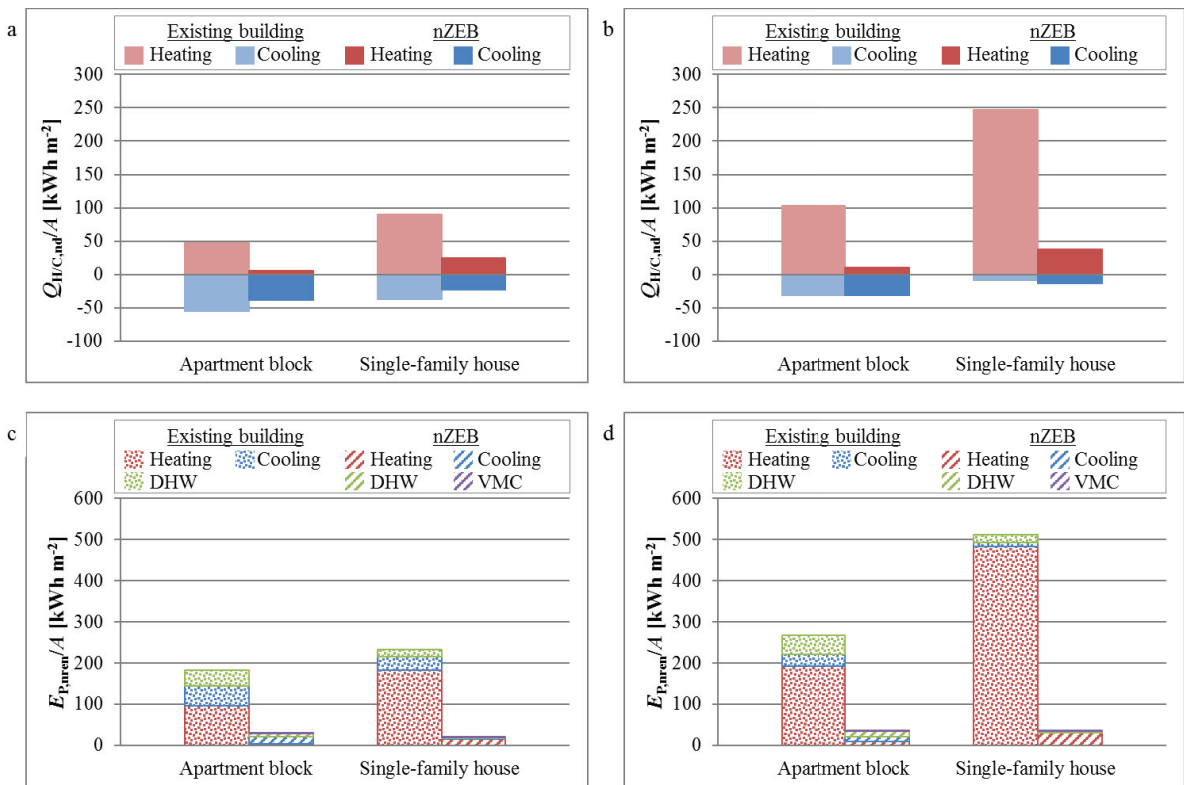 a
Existing building nZEB
Heating Cooling Heating Cooling
Q_H/C,nd/A [kWh m⁻²]
300
250
200
150
100
50
0
-50
-100
Apartment block Single-family house
b
Existing building nZEB
Heating Cooling Heating Cooling
Q_H/C,nd/A [kWh m⁻²]
300
250
200
150
100
50
0
-50
-100
Apartment block Single-family house
c
Existing building nZEB
Heating Cooling Heating Cooling
DHW DHW VMC
E_P,nren/A [kWh m⁻²]
600
500
400
300
200
100
0
Apartment block Single-family house
d
Existing building nZEB
Heating Cooling Heating Cooling
DHW DHW VMC
E_P,nren/A [kWh m⁻²]
600
500
400
300
200
100
0
Apartment block Single-family house